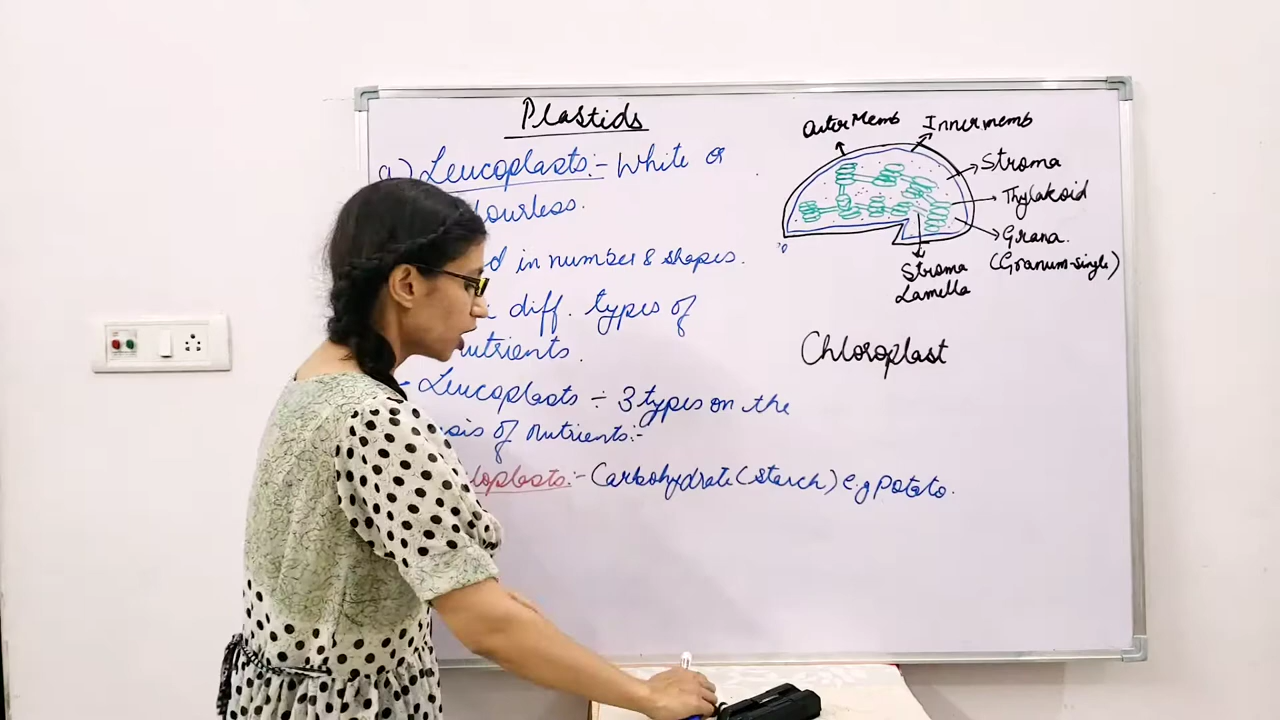 Plastids
a) Leucoplasts:- White or
in number & shapes.
diff. types of
nutrients.
- Leucoplasts ÷ 3 types on the
of nutrients:-
Carbohydrate (starch) e.g potato.
Outer Memb
Inner memb
Stroma
Thylakoid
Grana.
(Granum-single)
Stroma
Lamella
Chloroplast